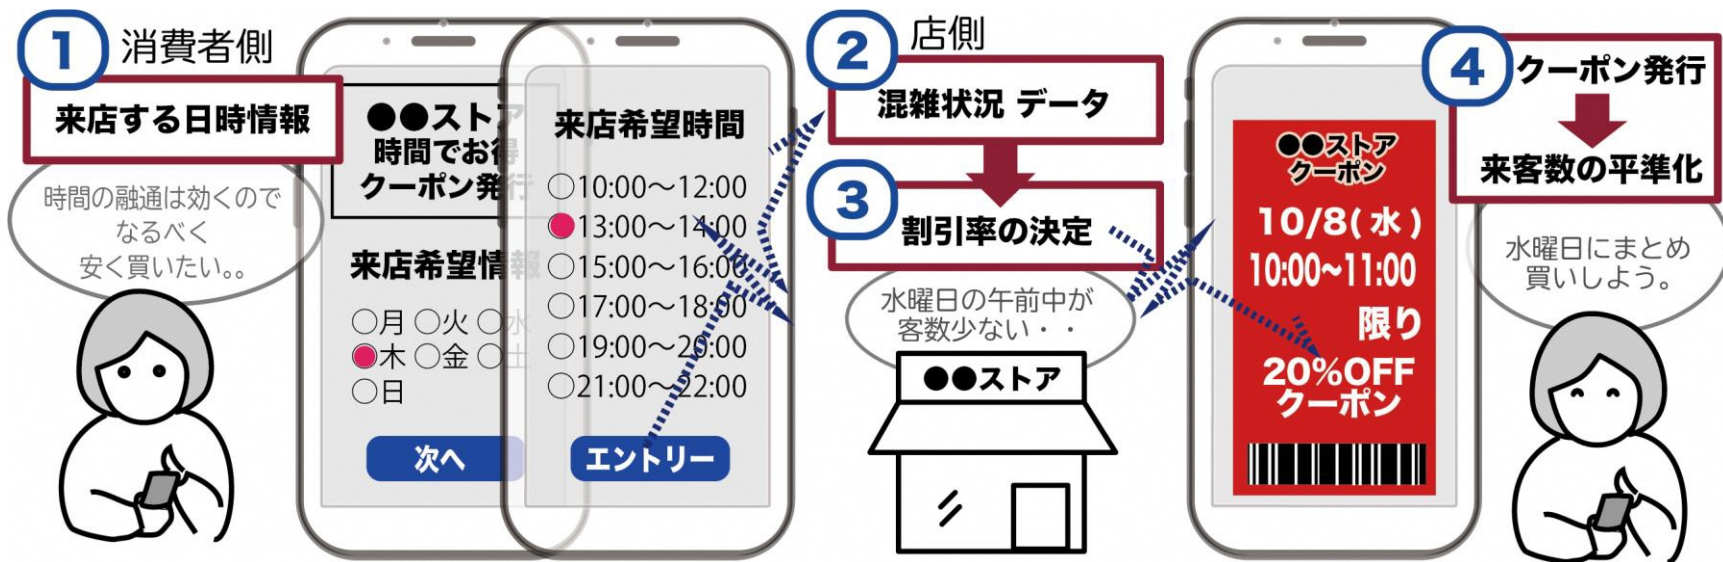 1 消費者側
来店する日時情報
時間の融通は効くので
なるべく
安く買いたい。。
●●ストア
時間でお得
クーポン発行
来店希望情報
○月 ○火 ○水
○木 ○金 ○土
○日
次へ
来店希望時間
○10:00〜12:00
○13:00〜14:00
○15:00〜16:00
○17:00〜18:00
○19:00〜20:00
○21:00〜22:00
エントリー
2 店側
混雑状況 データ
3
割引率の決定
水曜日の午前中が
客数少ない・・
●●ストア
●●ストア
クーポン
10/8(水)
10:00~11:00
限り
20%OFF
クーポン
4 クーポン発行
来客数の平準化
水曜日にまとめ
買いしよう。